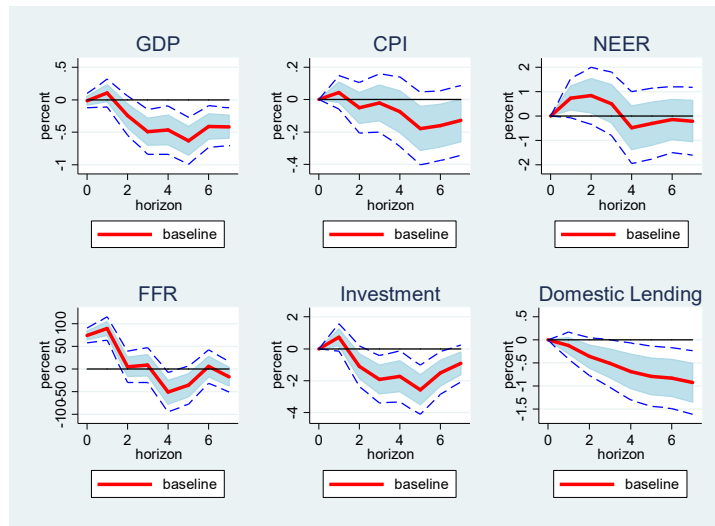 GDP
percent
.5
0
-.5
-1
0 2 4 6
horizon
baseline
CPI
percent
.2
0
-.2
-.4
0 2 4 6
horizon
baseline
NEER
percent
2
1
0
-1
-2
0 2 4 6
horizon
baseline
FFR
percent
100
50
0
-50
-100
0 2 4 6
horizon
baseline
Investment
percent
2
0
-2
-4
0 2 4 6
horizon
baseline
Domestic Lending
percent
.5
0
-.5
-1
-1.5
0 2 4 6
horizon
baseline